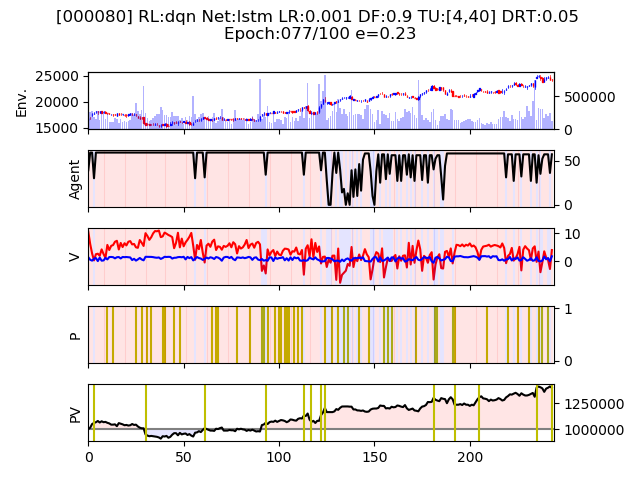 [000080] RL:dqn Net:lstm LR:0.001 DF:0.9 TU:[4,40] DRT:0.05
Epoch:077/100 e=0.23
Env.
25000
20000
15000
500000
0
Agent
50
0
V
10
0
P
1
0
PV
1250000
1000000
0
50
100
150
200